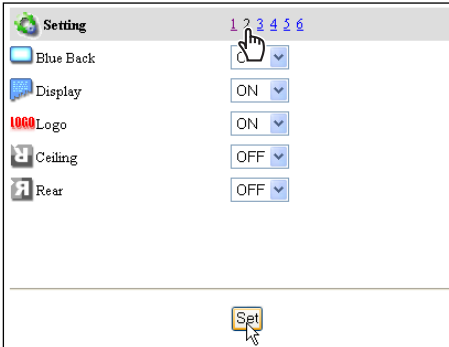 Setting 1 2 3 4 5 6
Blue Back
Display ON
LOGO Logo ON
Ceiling OFF
Rear OFF
Set